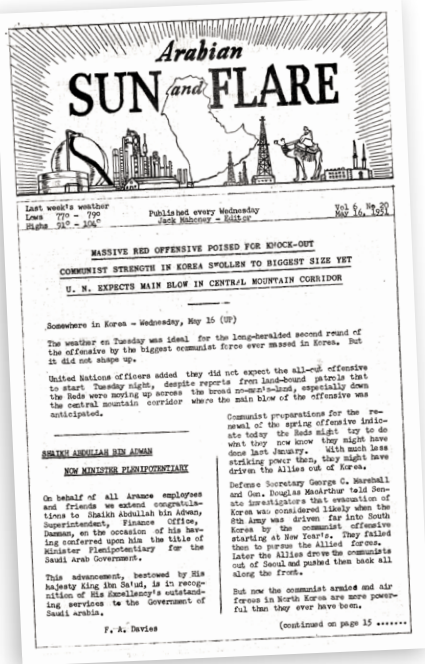 Arabian
SUN and FLARE
Last week's weather
Lows 77° - 79°
Highs 91° - 104°
Published every Wednesday
Jack Mahoney - Editor
Vol 6, No 20
May 16, 1951
MASSIVE RED OFFENSIVE POISED FOR KNOCK-OUT
COMMUNIST STRENGTH IN KOREA SWOLLEN TO BIGGEST SIZE YET
U. N. EXPECTS MAIN BLOW IN CENTRAL MOUNTAIN CORRIDOR
Somewhere in Korea - Wednesday, May 16 (UP)
The weather on Tuesday was ideal for the long-heralded second round of
the offensive by the biggest communist force ever massed in Korea. But
it did not shape up.
United Nations officers added they did not expect the all-out offensive
to start Tuesday night, despite reports from land-bound patrols that
the Reds were moving up across the broad no-man's-land, especially down
the central mountain corridor where the main blow of the offensive was
anticipated.
SHAIKH ABDULLAH BIN ADWAN
NOW MINISTER PLENIPOTENTIARY
On behalf of all Aramco employees
and friends we extend congratula-
tions to Shaikh Abdullah bin Adwan,
Superintendent, Finance Office,
Damman, on the occasion of his hav-
ing conferred upon him the title of
Minister Plenipotentiary for the
Saudi Arab Government.
This advancement, bestowed by His
Majesty King ibn Sa'ud, is in recog-
nition of His Excellency's outstand-
ing services to the Government of
Saudi Arabia.
F. A. Davies
Communist preparations for the re-
newal of the spring offensive indic-
ate today the Reds might try to do
what they now know they might have
done last January. With much less
striking power then, they might have
driven the Allies out of Korea.
Defense Secretary George C. Marshall
and Gen. Douglas MacArthur told Sen-
ate investigators that evacuation of
Korea was considered likely when the
8th Army was driven far into South
Korea by the communist offensive
starting at New Year's. They failed
then to pursue the Allied forces.
Later the Allies drove the communists
out of Seoul and pushed them back all
along the front.
But now the communist armies and air
forces in North Korea are more power-
ful than they ever have been.
(continued on page 15 .......